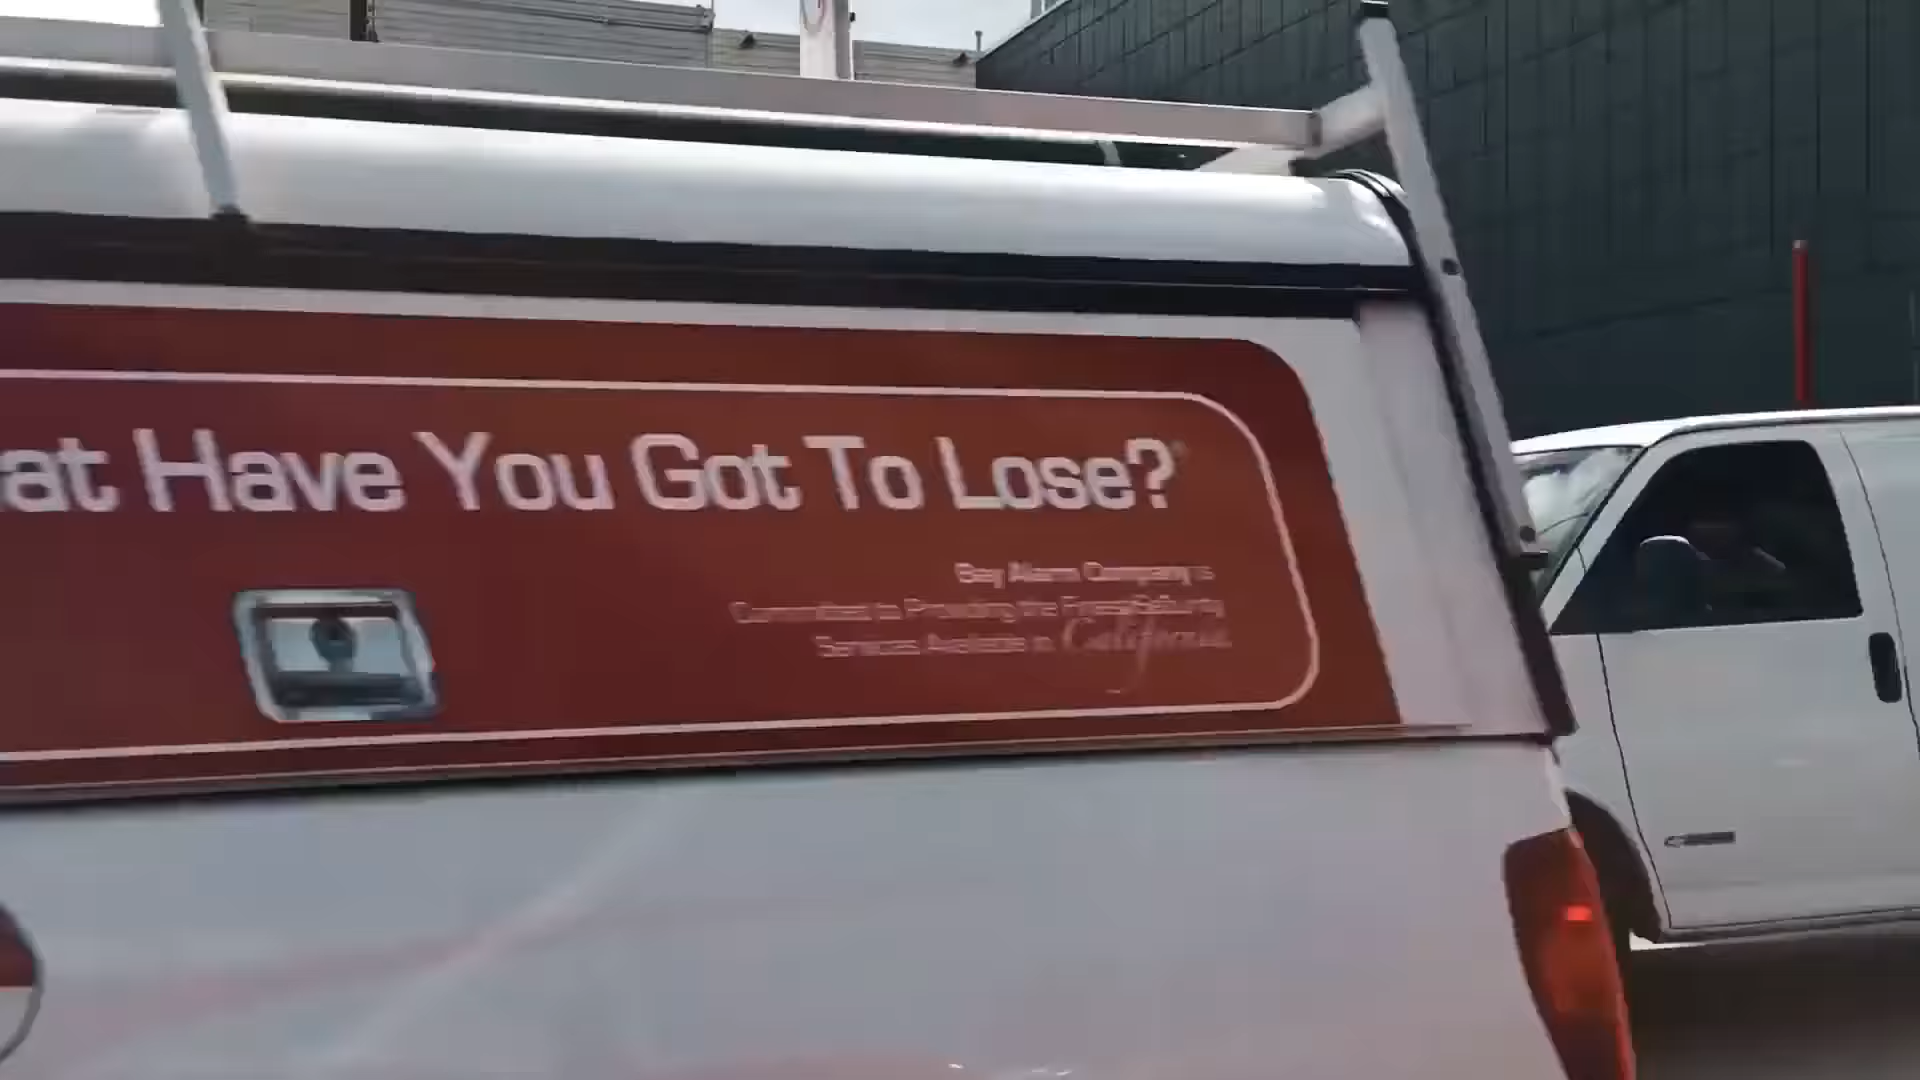 at Have You Got To Lose?
Bay Alarm Company is
Committed to Providing the Finest Security
Services Available in California